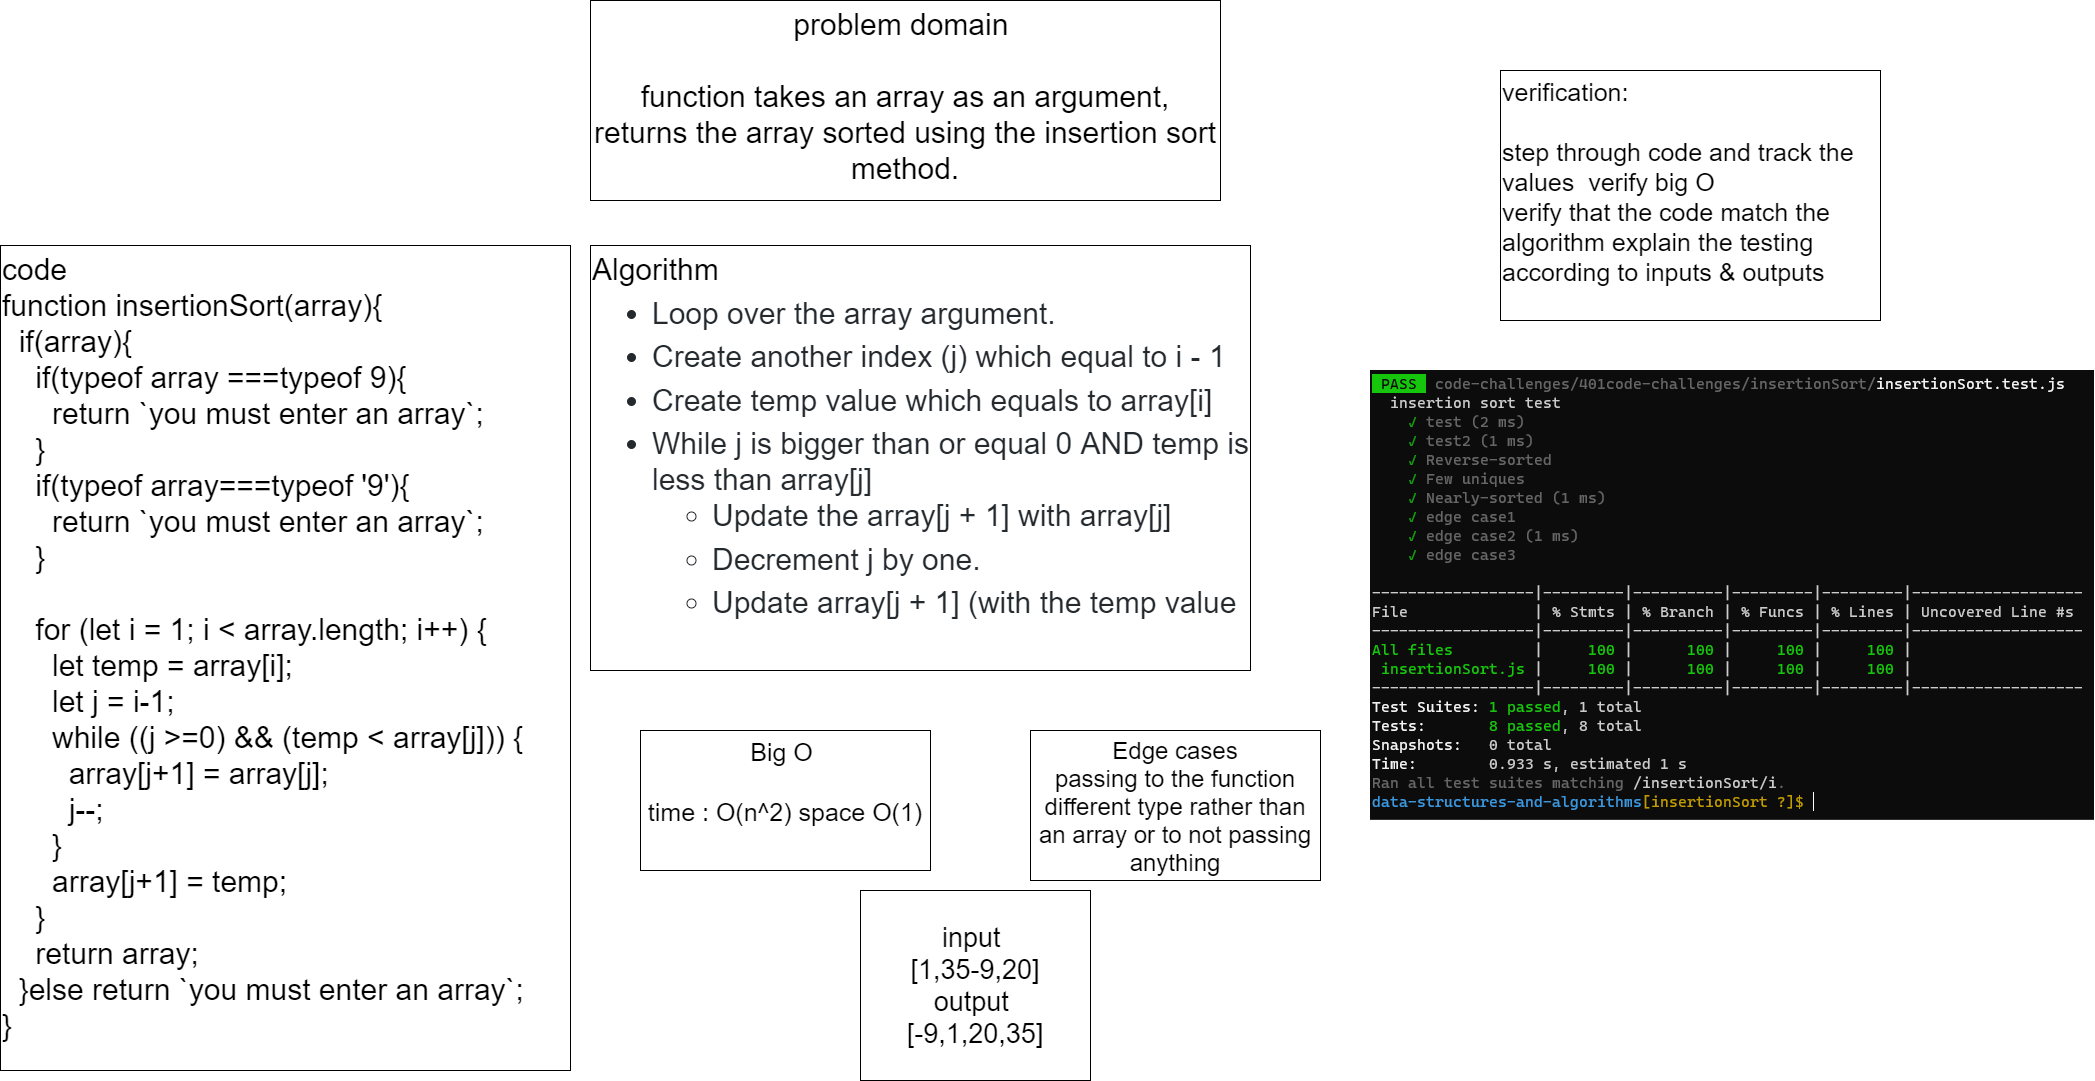 problem domain
function takes an array as an argument,
returns the array sorted using the insertion sort
method.
verification:
step through code and track the
values  verify big O
verify that the code match the
algorithm explain the testing
according to inputs & outputs
code
function insertionSort(array){
  if(array){
    if(typeof array ===typeof 9){
      return `you must enter an array`;
    }
    if(typeof array===typeof '9'){
      return `you must enter an array`;
    }
    for (let i = 1; i < array.length; i++) {
      let temp = array[i];
      let j = i-1;
      while ((j >=0) && (temp < array[j])) {
        array[j+1] = array[j];
        j--;
      }
      array[j+1] = temp;
    }
    return array;
  }else return `you must enter an array`;
}
Algorithm
• Loop over the array argument.
• Create another index (j) which equal to i - 1
• Create temp value which equals to array[i]
• While j is bigger than or equal 0 AND temp is
less than array[j]
◦ Update the array[j + 1] with array[j]
◦ Decrement j by one.
◦ Update array[j + 1] (with the temp value
Big O
time : O(n^2) space O(1)
Edge cases
passing to the function
different type rather than
an array or to not passing
anything
input
[1,35-9,20]
output
[-9,1,20,35]
PASS code-challenges/401code-challenges/insertionSort/insertionSort.test.js
insertion sort test
√ test (2 ms)
√ test2 (1 ms)
√ Reverse-sorted
√ Few uniques
√ Nearly-sorted (1 ms)
√ edge case1
√ edge case2 (1 ms)
√ edge case3
------------------|---------|----------|---------|---------|-------------------
File | % Stmts | % Branch | % Funcs | % Lines | Uncovered Line #s
------------------|---------|----------|---------|---------|-------------------
All files | 100 | 100 | 100 | 100 |
insertionSort.js | 100 | 100 | 100 | 100 |
------------------|---------|----------|---------|---------|-------------------
Test Suites: 1 passed, 1 total
Tests: 8 passed, 8 total
Snapshots: 0 total
Time: 0.933 s, estimated 1 s
Ran all test suites matching /insertionSort/i.
data-structures-and-algorithms[insertionSort ?]$